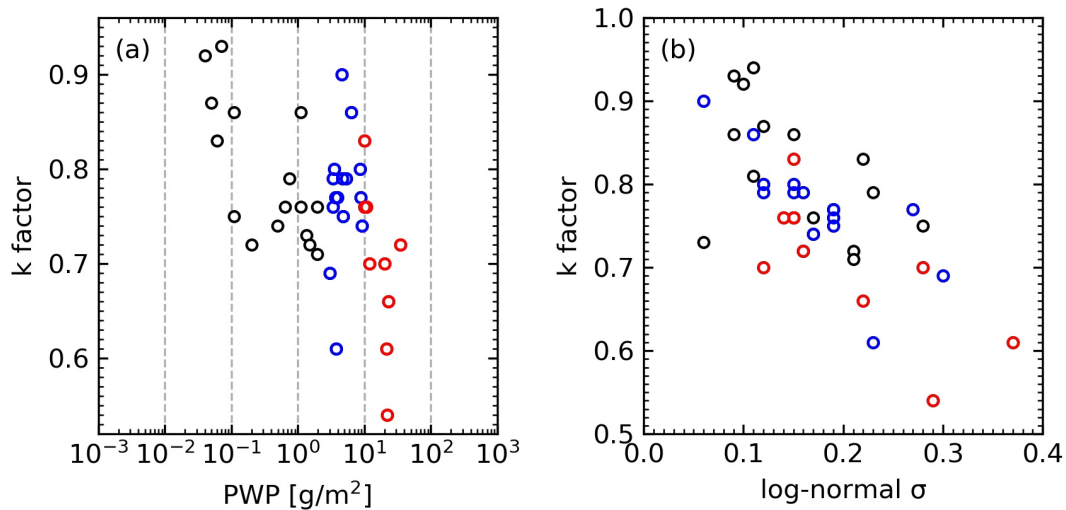 (a)
k factor
0.9
0.8
0.7
0.6
10⁻³ 10⁻² 10⁻¹ 10⁰ 10¹ 10² 10³
PWP [g/m²]
(b)
k factor
1.0
0.9
0.8
0.7
0.6
0.5
0.0 0.1 0.2 0.3 0.4
log-normal σ